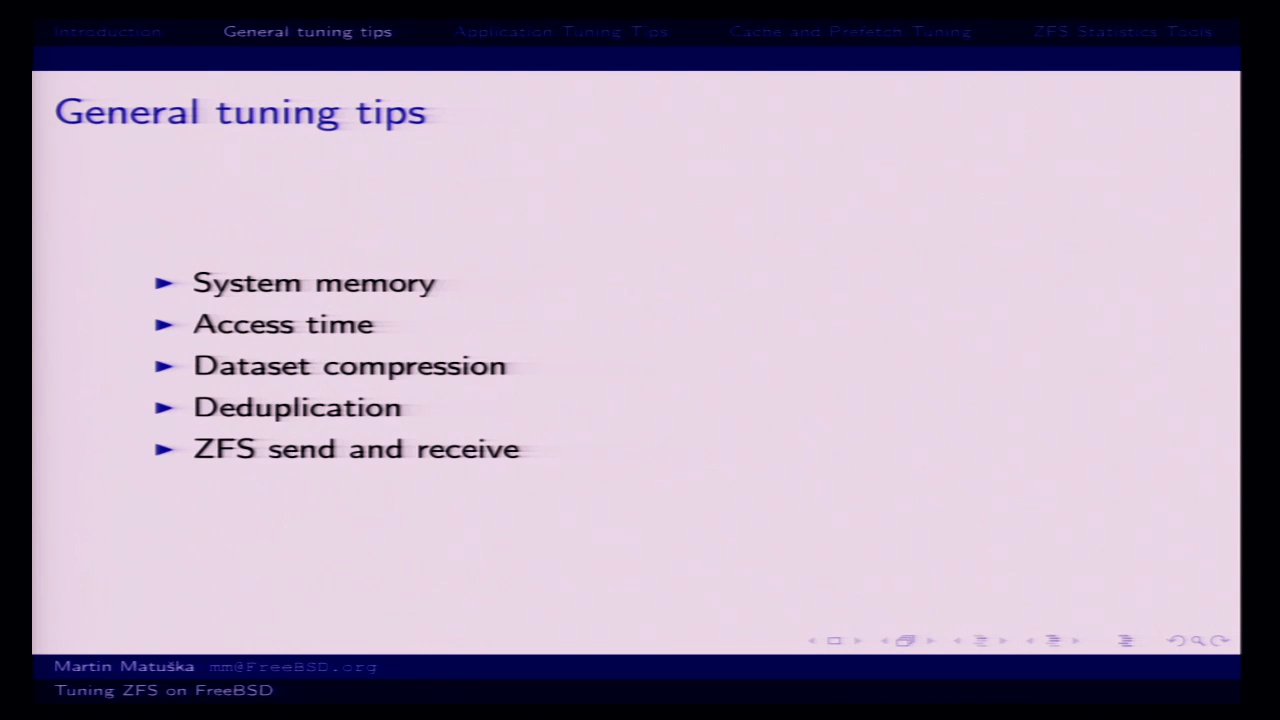 Introduction General tuning tips Application Tuning Tips Cache and Prefetch Tuning ZFS Statistics Tools
General tuning tips
System memory
Access time
Dataset compression
Deduplication
ZFS send and receive
Martin Matuška mm@FreeBSD.org
Tuning ZFS on FreeBSD